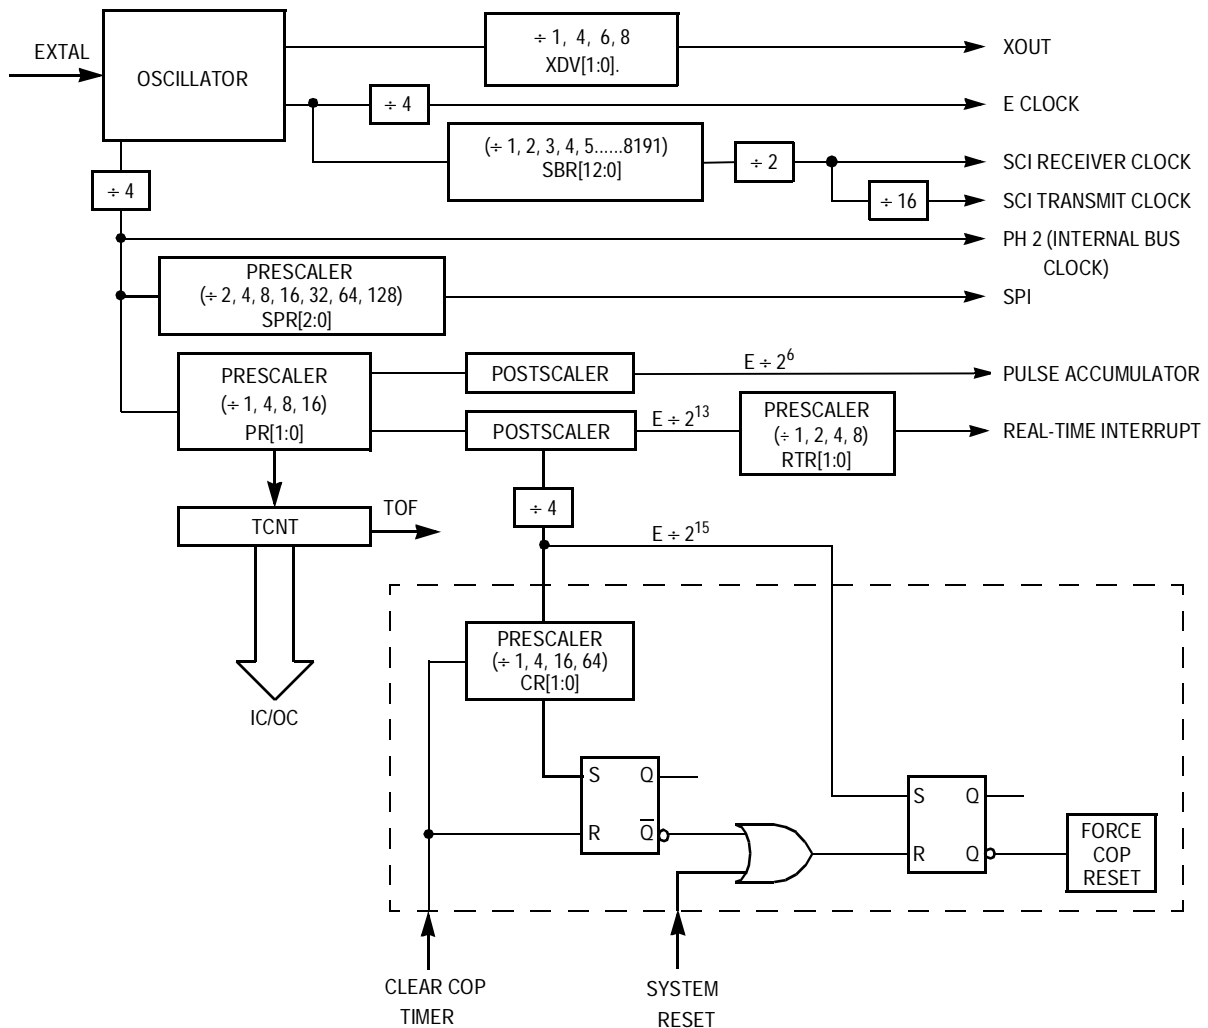 EXTAL
OSCILLATOR
÷ 1, 4, 6, 8
XDV[1:0].
XOUT
÷ 4
E CLOCK
(÷ 1, 2, 3, 4, 5......8191)
SBR[12:0]
÷ 2
SCI RECEIVER CLOCK
÷ 4
÷ 16
SCI TRANSMIT CLOCK
PH 2 (INTERNAL BUS
CLOCK)
PRESCALER
(÷ 2, 4, 8, 16, 32, 64, 128)
SPR[2:0]
SPI
PRESCALER
(÷ 1, 4, 8, 16)
PR[1:0]
POSTSCALER
E ÷ 2^6
PULSE ACCUMULATOR
POSTSCALER
E ÷ 2^13
PRESCALER
(÷ 1, 2, 4, 8)
RTR[1:0]
REAL-TIME INTERRUPT
÷ 4
TCNT
TOF
E ÷ 2^15
IC/OC
PRESCALER
(÷ 1, 4, 16, 64)
CR[1:0]
S Q
R Q̅
S Q
R Q
FORCE
COP
RESET
CLEAR COP
TIMER
SYSTEM
RESET